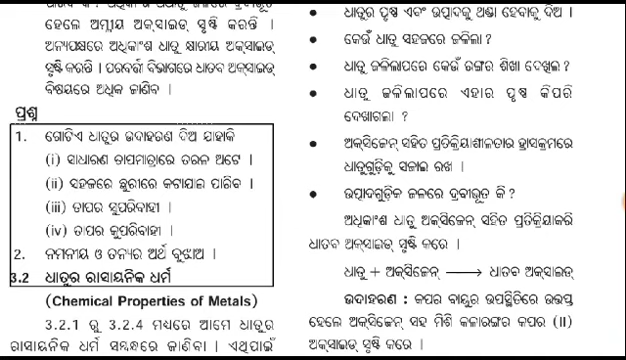 ହେଲେ ଅମ୍ଳୀୟ ଅକ୍‌ସାଇଡ୍ ସୃଷ୍ଟି କରନ୍ତି ।
ଅନ୍ୟପକ୍ଷରେ ଅଧିକାଂଶ ଧାତୁ କ୍ଷାରୀୟ ଅକ୍‌ସାଇଡ୍
ସୃଷ୍ଟି କରନ୍ତି । ପରବର୍ତ୍ତୀ ବିଭାଗରେ ଧାତବ ଅକ୍‌ସାଇଡ୍
ବିଷୟରେ ଅଧିକ ଜାଣିବା ।
ପ୍ରଶ୍ନ
1. ଗୋଟିଏ ଧାତୁର ଉଦାହରଣ ଦିଅ ଯାହାକି
(i) ସାଧାରଣ ତାପମାତ୍ରାରେ ତରଳ ଅଟେ ।
(ii) ସହଜରେ ଛୁରୀରେ କଟାଯାଇ ପାରିବ ।
(iii) ତାପର ସୁପରିବାହୀ ।
(iv) ତାପର କୁପରିବାହୀ ।
2. ନମନୀୟ ଓ ତନ୍ୟର ଅର୍ଥ ବୁଝାଅ ।
3.2 ଧାତୁର ରାସାୟନିକ ଧର୍ମ
(Chemical Properties of Metals)
3.2.1 ରୁ 3.2.4 ମଧ୍ୟରେ ଆମେ ଧାତୁର
ରାସାୟନିକ ଧର୍ମ ସମ୍ବନ୍ଧରେ ଜାଣିବା । ଏଥିପାଇଁ
• ଧାତୁର ପୃଷ୍ଠ ଏବଂ ଉତ୍ପାଦକୁ ଥଣ୍ଡା ହେବାକୁ ଦିଅ ।
• କେଉଁ ଧାତୁ ସହଜରେ ଜଳିଲା ?
• ଧାତୁ ଜଳିଲାପରେ କେଉଁ ରଙ୍ଗର ଶିଖା ଦେଖିଲ ?
• ଧାତୁ ଜଳିଲାପରେ ଏହାର ପୃଷ୍ଠ କିପରି
ଦେଖାଗଲା ?
• ଅକ୍‌ସିଜେନ୍ ସହିତ ପ୍ରତିକ୍ରିୟାଶୀଳତାର ହ୍ରାସକ୍ରମରେ
ଧାତୁଗୁଡ଼ିକୁ ସଜାଇ ରଖ ।
• ଉତ୍ପାଦଗୁଡ଼ିକ ଜଳରେ ଦ୍ରବୀଭୂତ କି ?
ଅଧିକାଂଶ ଧାତୁ ଅକ୍‌ସିଜେନ୍ ସହିତ ପ୍ରତିକ୍ରିୟାକରି
ଧାତବ ଅକ୍‌ସାଇଡ୍ ସୃଷ୍ଟି କରେ ।
ଧାତୁ + ଅକ୍‌ସିଜେନ୍ ⟶ ଧାତବ ଅକ୍‌ସାଇଡ୍
ଉଦାହରଣ : କପର ବାୟୁର ଉପସ୍ଥିତିରେ ଉତ୍ତପ୍ତ
ହେଲେ ଅକ୍‌ସିଜେନ୍ ସହ ମିଶି କଳାରଙ୍ଗର କପର (II)
ଅକ୍‌ସାଇଡ୍ ସୃଷ୍ଟି କରେ ।